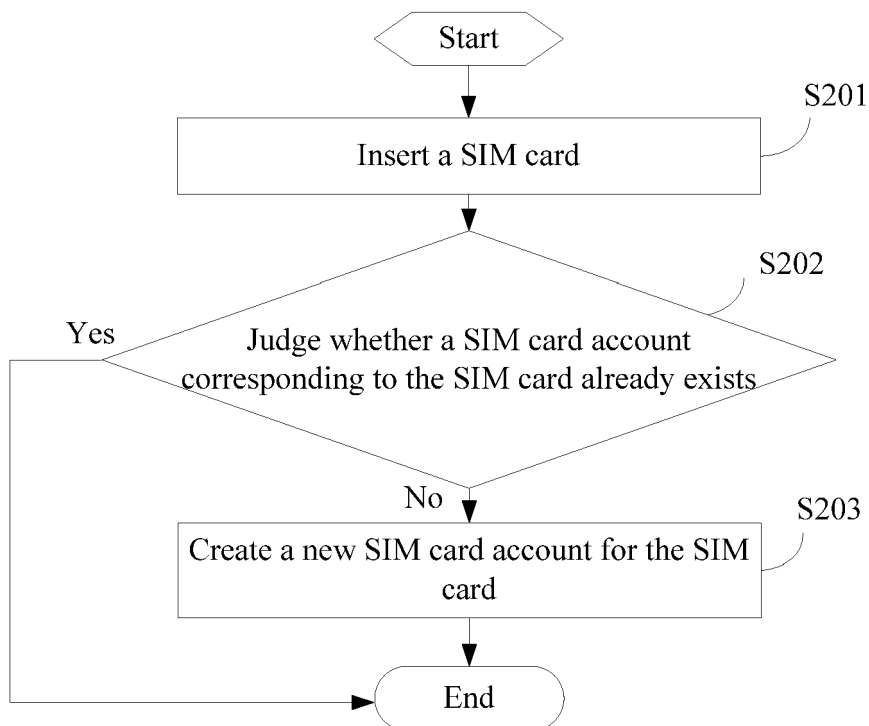 Start
S201
Insert a SIM card
S202
Yes
Judge whether a SIM card account
corresponding to the SIM card already exists
No
S203
Create a new SIM card account for the SIM
card
End